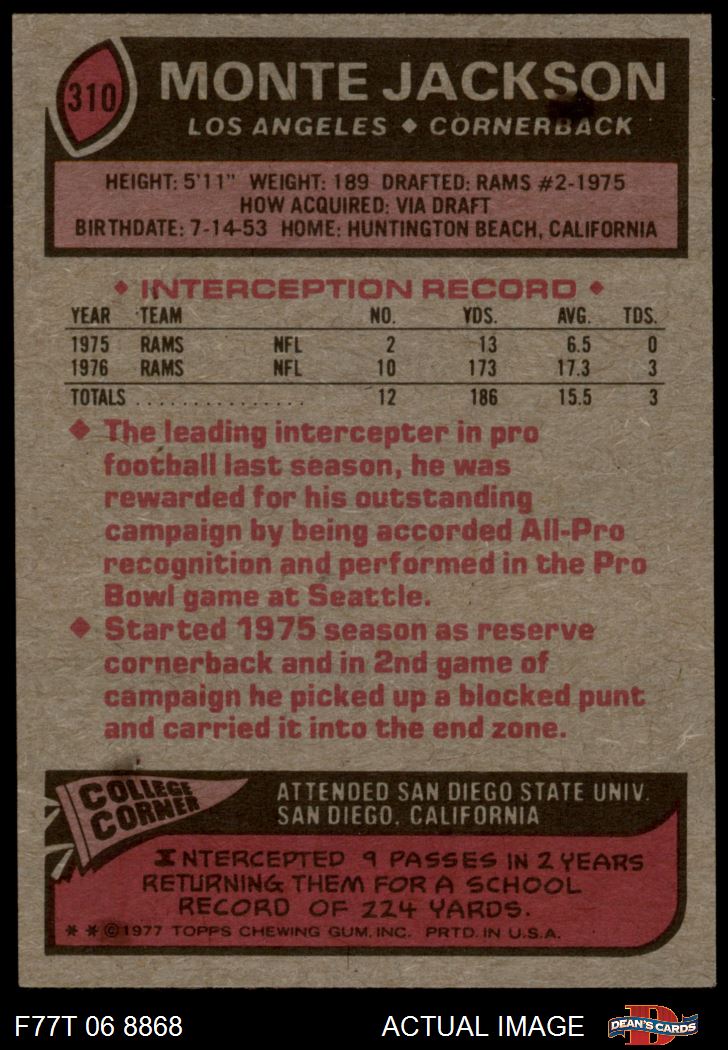 310
MONTE JACKSON
LOS ANGELES ◆ CORNERBACK
HEIGHT: 5'11" WEIGHT: 189 DRAFTED: RAMS #2-1975
HOW ACQUIRED: VIA DRAFT
BIRTHDATE: 7-14-53 HOME: HUNTINGTON BEACH, CALIFORNIA
◆ INTERCEPTION RECORD ◆
YEAR TEAM NO. YDS. AVG. TDS.
1975 RAMS NFL 2 13 6.5 0
1976 RAMS NFL 10 173 17.3 3
TOTALS . . . . . . . . . . . . . . . . 12 186 15.5 3
◆ The leading intercepter in pro
football last season, he was
rewarded for his outstanding
campaign by being accorded All-Pro
recognition and performed in the Pro
Bowl game at Seattle.
◆ Started 1975 season as reserve
cornerback and in 2nd game of
campaign he picked up a blocked punt
and carried it into the end zone.
COLLEGE
CORNER
ATTENDED SAN DIEGO STATE UNIV.
SAN DIEGO, CALIFORNIA
INTERCEPTED 9 PASSES IN 2 YEARS
RETURNING THEM FOR A SCHOOL
RECORD OF 224 YARDS.
* * © 1977 TOPPS CHEWING GUM, INC. PRTD. IN U.S.A.
F77T 06 8868 ACTUAL IMAGE D DEAN'S CARDS